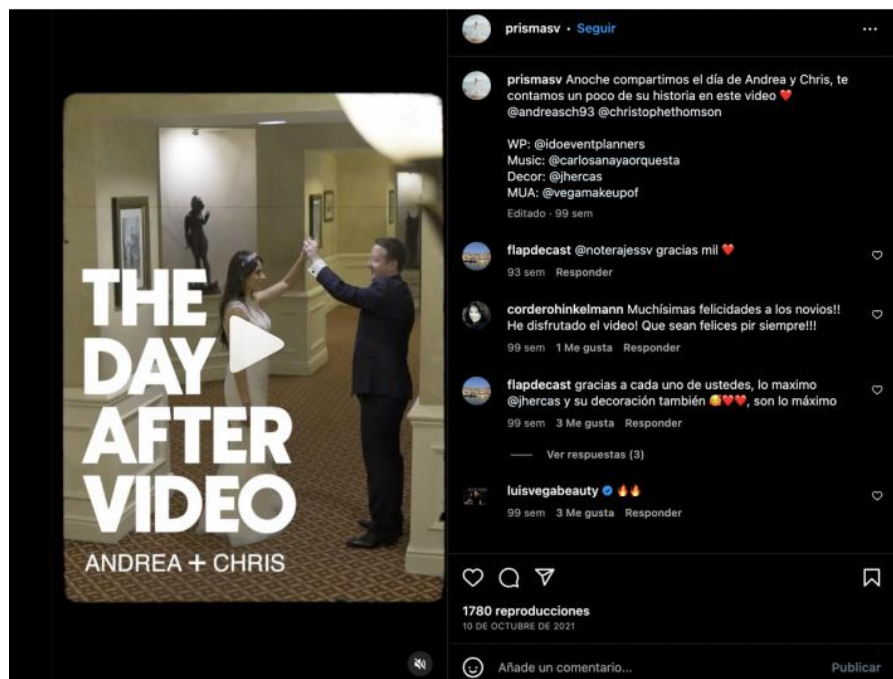 prismasv • Seguir
prismasv Anoche compartimos el día de Andrea y Chris, te
contamos un poco de su historia en este video ❤️
@andreasch93 @christophethomson
WP: @idoeventplanners
Music: @carlosanayaorquesta
Decor: @jhercas
MUA: @vegamakeupof
Editado · 99 sem
flapdecast @noterajessv gracias mil ❤️
93 sem Responder
corderohinkelmann Muchísimas felicidades a los novios!!
He disfrutado el video! Que sean felices pir siempre!!!
99 sem 1 Me gusta Responder
flapdecast gracias a cada uno de ustedes, lo maximo
@jhercas y su decoración también 🥰❤️❤️, son lo máximo
99 sem 3 Me gusta Responder
Ver respuestas (3)
luisvegabeauty 🔥🔥
99 sem 3 Me gusta Responder
1780 reproducciones
10 DE OCTUBRE DE 2021
Añade un comentario... Publicar
THE
DAY
AFTER
VIDEO
ANDREA + CHRIS